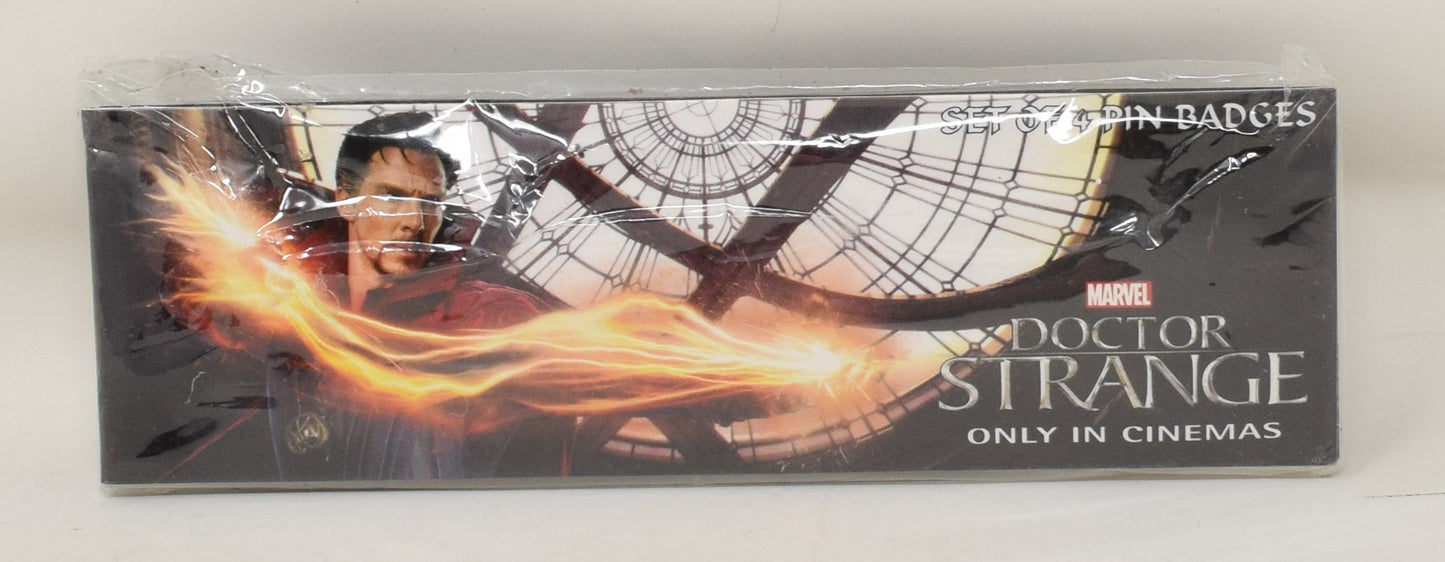 SET OF 4 PIN BADGES
MARVEL
DOCTOR
STRANGE
ONLY IN CINEMAS